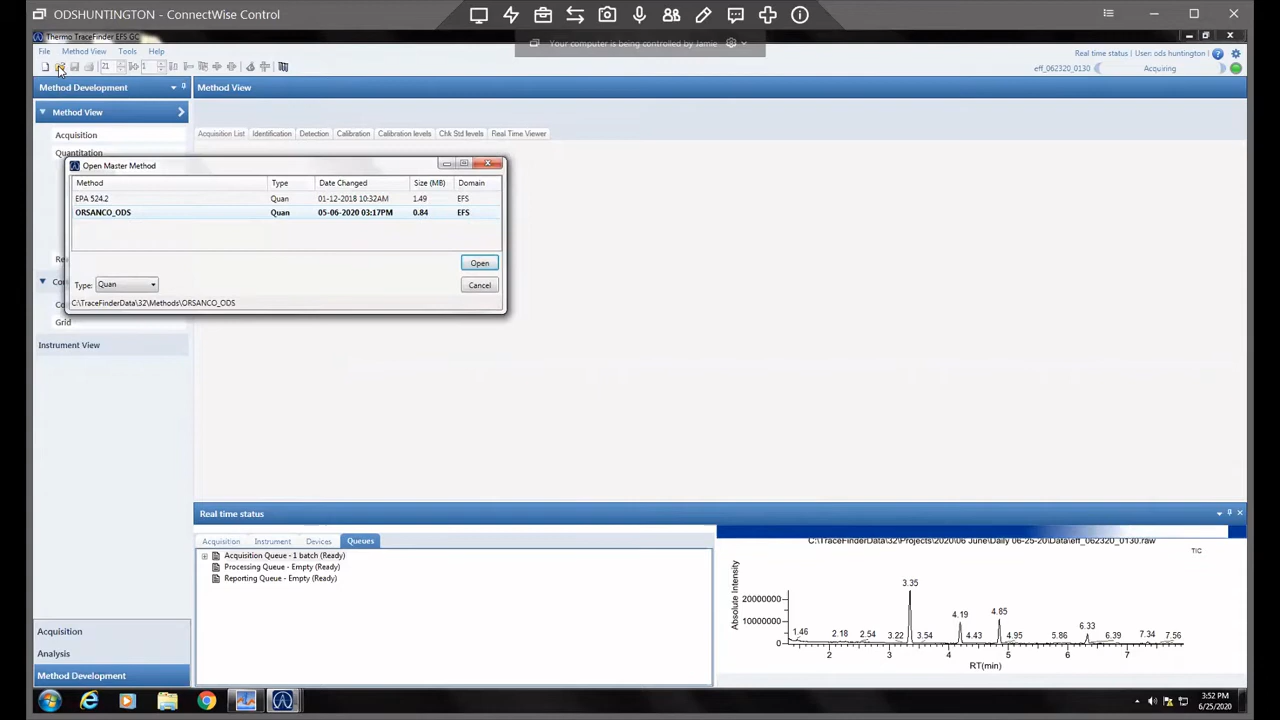 ODSHUNTINGTON - ConnectWise Control
Your computer is being controlled by Jamie
Thermo TraceFinder EFS GC
File Method View Tools Help
Real time status User: ods huntington
21 1
eff_062320_0130 Acquiring
Method Development
Method View
Method View
Acquisition
Quantitation
Acquisition List Identification Detection Calibration Calibration levels Chk Std levels Real Time Viewer
Open Master Method
Method Type Date Changed Size (MB) Domain
EPA 524.2 Quan 01-12-2018 10:32AM 1.49 EFS
ORSANCO_ODS Quan 05-06-2020 03:17PM 0.84 EFS
Open
Type: Quan Cancel
C:\TraceFinderData\32\Methods\ORSANCO_ODS
Grid
Instrument View
Real time status
Acquisition Instrument Devices Queues
Acquisition Queue - 1 batch (Ready)
Processing Queue - Empty (Ready)
Reporting Queue - Empty (Ready)
C:\TraceFinderData\32\Projects\2020\06 June\Daily 06-25-20\Data\eff_062320_0130.raw
TIC
Absolute Intensity
20000000
10000000
0
3.35
4.19
4.85
6.33
1.46 2.18 2.54 3.22 3.54 4.43 4.95 5.86 6.39 7.34 7.56
2 3 4 5 6 7
RT(min)
Acquisition
Analysis
Method Development
3:52 PM
6/25/2020